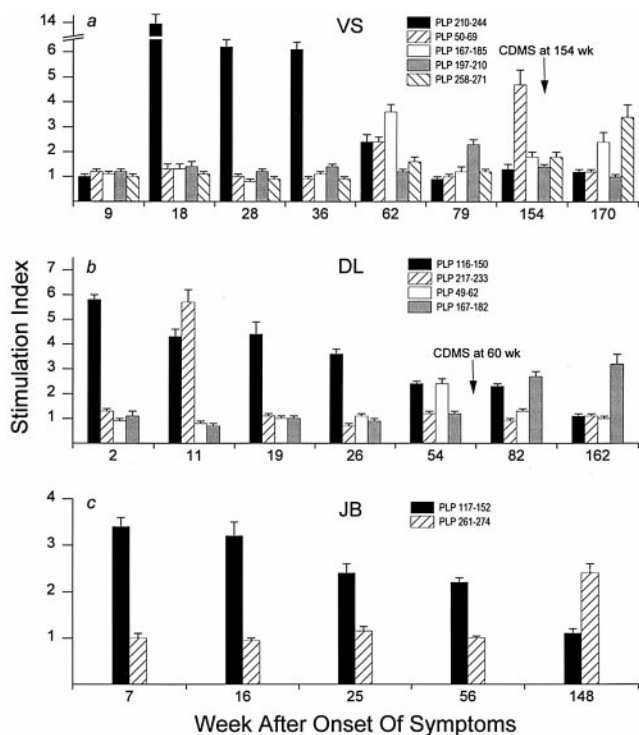 a
VS
PLP 210-244
PLP 50-69
PLP 167-185
PLP 197-210
PLP 258-271
CDMS at 154 wk
14
6
5
4
3
2
1
9 18 28 36 62 79 154 170
b
DL
PLP 116-150
PLP 217-233
PLP 49-62
PLP 167-182
CDMS at 60 wk
7
6
5
4
3
2
1
2 11 19 26 54 82 162
Stimulation Index
c
JB
PLP 117-152
PLP 261-274
4
3
2
1
7 16 25 56 148
Week After Onset Of Symptoms